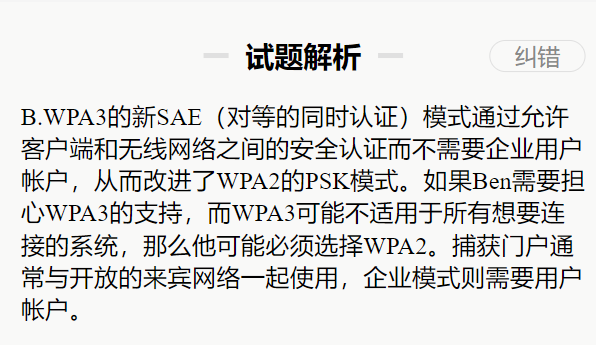 试题解析
纠错
B.WPA3的新SAE（对等的同时认证）模式通过允许
客户端和无线网络之间的安全认证而不需要企业用户
帐户，从而改进了WPA2的PSK模式。如果Ben需要担
心WPA3的支持，而WPA3可能不适用于所有想要连
接的系统，那么他可能必须选择WPA2。捕获门户通
常与开放的来宾网络一起使用，企业模式则需要用户
帐户。